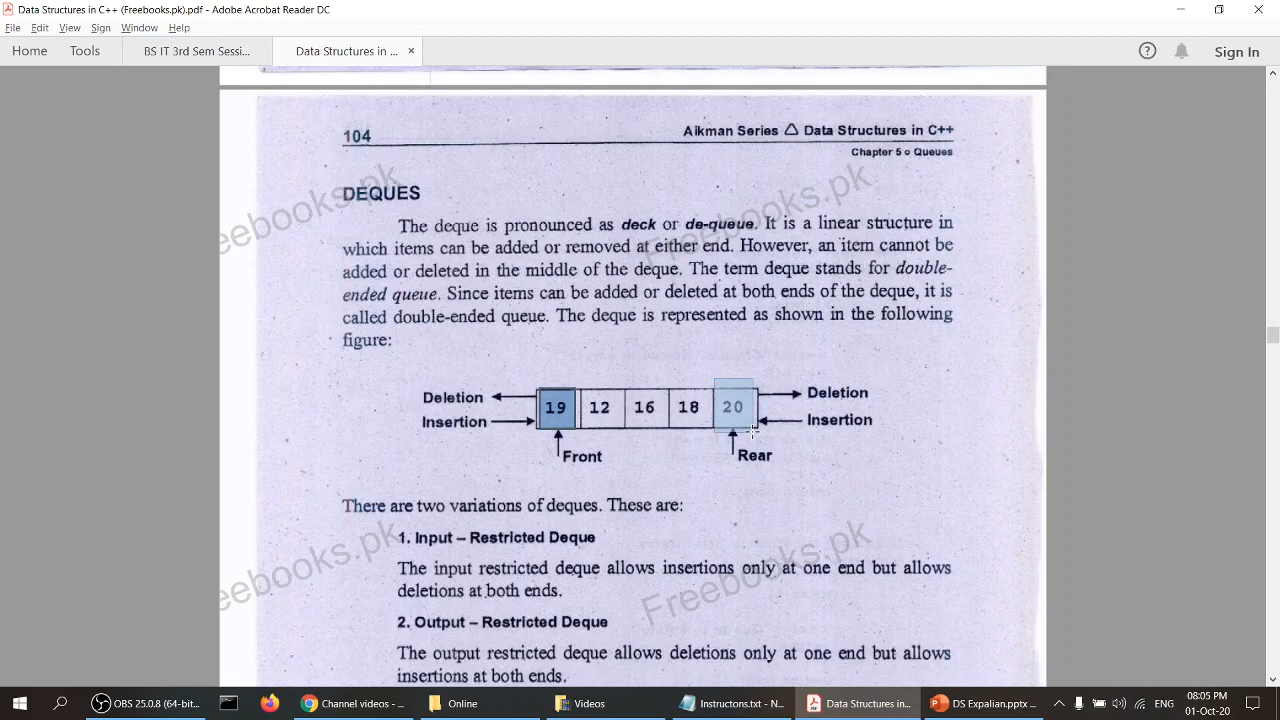 Data Structures in C++ (Freebooks.pk).pdf - Adobe Acrobat Reader DC
File Edit View Sign Window Help
Home Tools BS IT 3rd Sem Sessi... Data Structures in ... × Sign In
104 Aikman Series △ Data Structures in C++
Chapter 5 o Queues
DEQUES
The deque is pronounced as deck or de-queue. It is a linear structure in
which items can be added or removed at either end. However, an item cannot be
added or deleted in the middle of the deque. The term deque stands for double-
ended queue. Since items can be added or deleted at both ends of the deque, it is
called double-ended queue. The deque is represented as shown in the following
figure:
Deletion 19 12 16 18 20 Deletion
Insertion Insertion
Front Rear
There are two variations of deques. These are:
1. Input – Restricted Deque
The input restricted deque allows insertions only at one end but allows
deletions at both ends.
2. Output – Restricted Deque
The output restricted deque allows deletions only at one end but allows
insertions at both ends.
eebooks.pk
Freebooks.pk
eebooks.pk
Freebooks.pk
OBS 25.0.8 (64-bit... Channel videos - ... Online Videos Instructons.txt - N... Data Structures in... DS Expalian.pptx ... ENG 08:05 PM
01-Oct-20